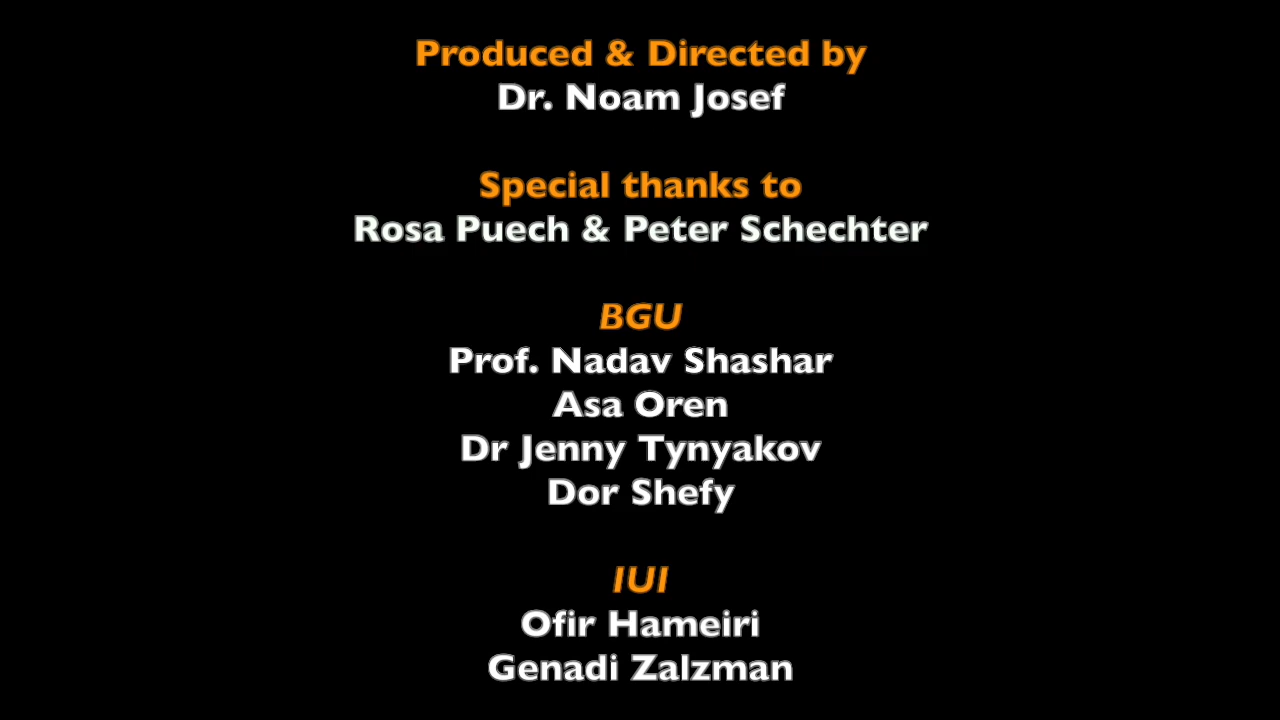 Produced & Directed by
Dr. Noam Josef
Special thanks to
Rosa Puech & Peter Schechter
BGU
Prof. Nadav Shashar
Asa Oren
Dr Jenny Tynyakov
Dor Shefy
IUI
Ofir Hameiri
Genadi Zalzman